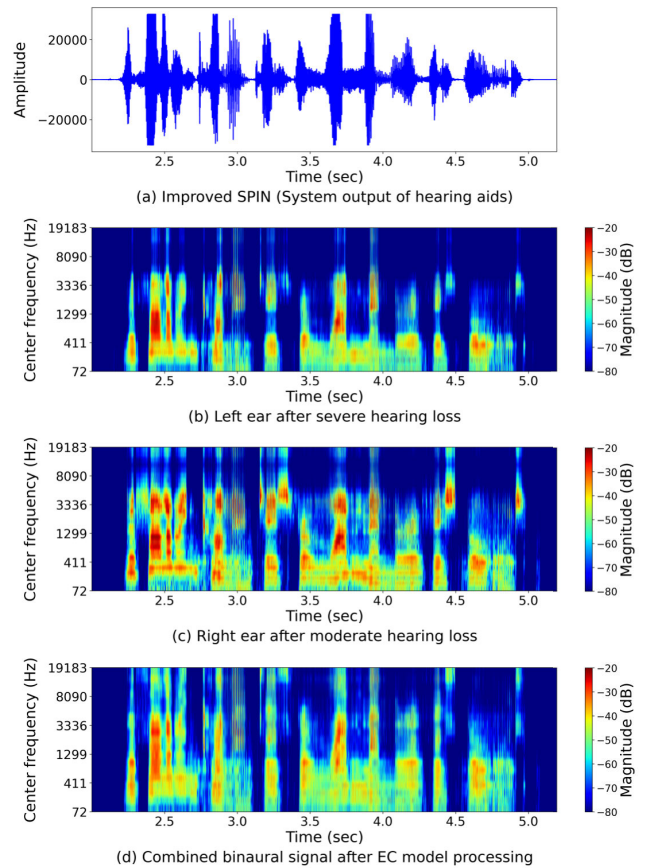 20000
0
−20000
Amplitude
2.5 3.0 3.5 4.0 4.5 5.0
Time (sec)
(a) Improved SPIN (System output of hearing aids)
19183
8090
3336
1299
411
72
Center frequency (Hz)
2.5 3.0 3.5 4.0 4.5 5.0
Time (sec)
−20
−30
−40
−50
−60
−70
−80
Magnitude (dB)
(b) Left ear after severe hearing loss
19183
8090
3336
1299
411
72
Center frequency (Hz)
2.5 3.0 3.5 4.0 4.5 5.0
Time (sec)
−20
−30
−40
−50
−60
−70
−80
Magnitude (dB)
(c) Right ear after moderate hearing loss
19183
8090
3336
1299
411
72
Center frequency (Hz)
2.5 3.0 3.5 4.0 4.5 5.0
Time (sec)
−20
−30
−40
−50
−60
−70
−80
Magnitude (dB)
(d) Combined binaural signal after EC model processing